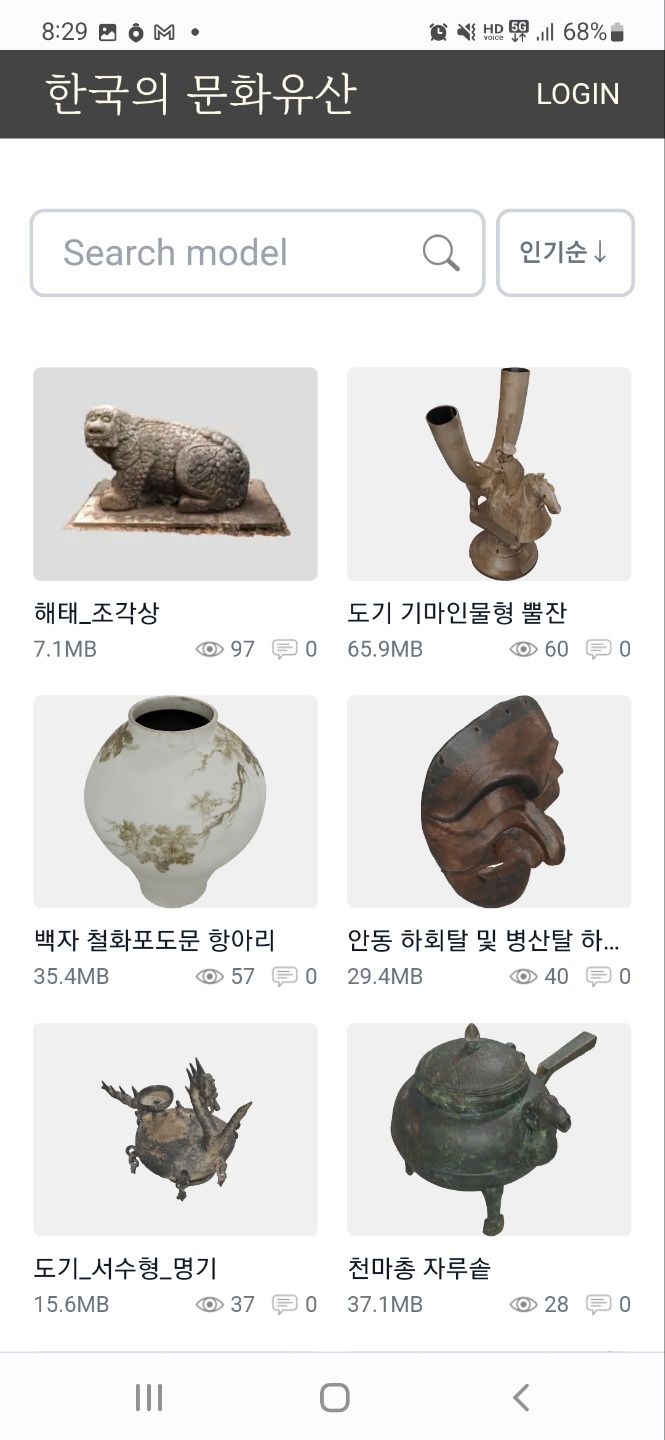 8:29 HD voice 5G 68%
한국의 문화유산 LOGIN
Search model 인기순↓
해태_조각상 도기 기마인물형 뿔잔
7.1MB 97 0 65.9MB 60 0
백자 철화포도문 항아리 안동 하회탈 및 병산탈 하...
35.4MB 57 0 29.4MB 40 0
도기_서수형_명기 천마총 자루솥
15.6MB 37 0 37.1MB 28 0